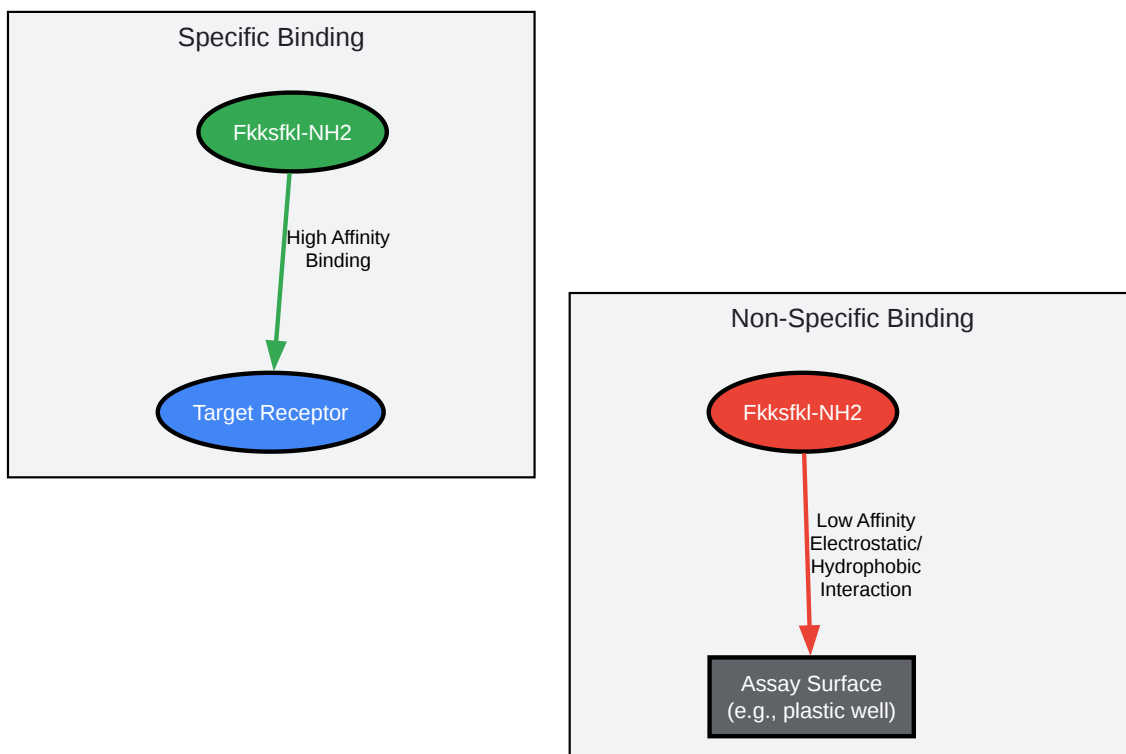 Specific Binding
Fkksfkl-NH2
High Affinity
Binding
Target Receptor
Non-Specific Binding
Fkksfkl-NH2
Low Affinity
Electrostatic/
Hydrophobic
Interaction
Assay Surface
(e.g., plastic well)